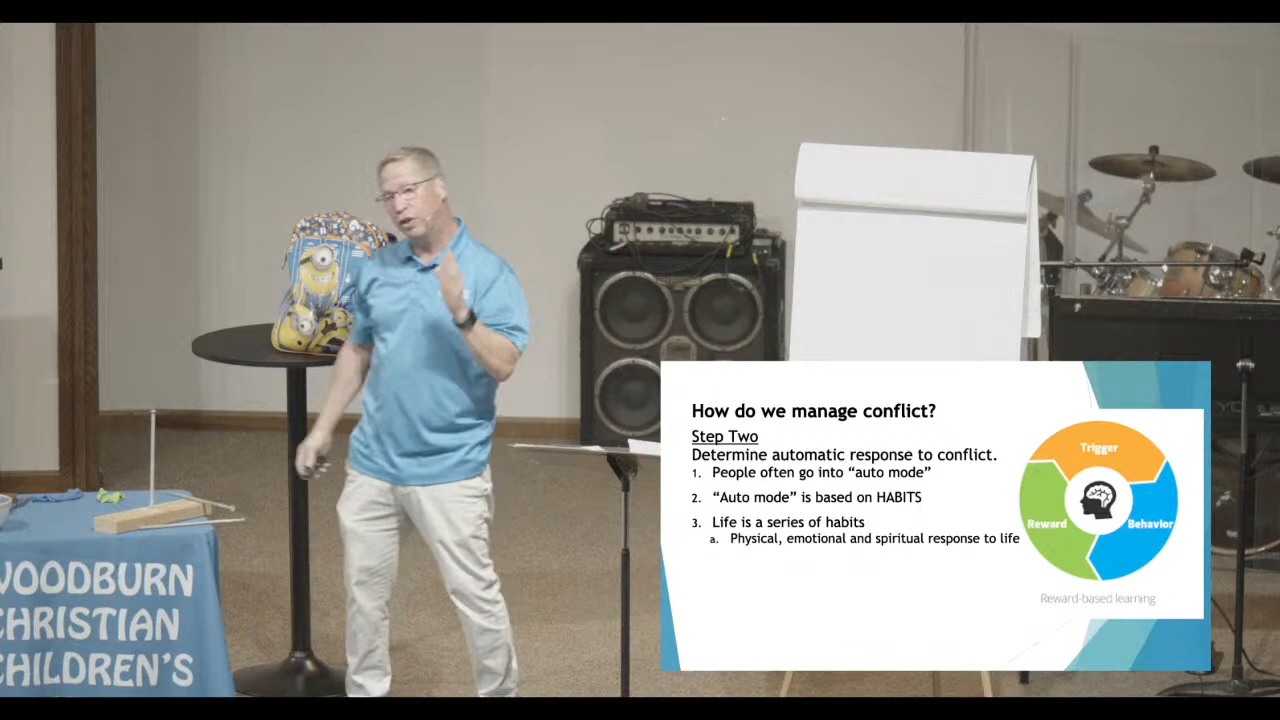 How do we manage conflict?
Step Two
Determine automatic response to conflict.
1. People often go into “auto mode”
2. “Auto mode” is based on HABITS
3. Life is a series of habits
a. Physical, emotional and spiritual response to life
Trigger
Reward
Behavior
Reward-based learning
WOODBURN
CHRISTIAN
CHILDREN'S